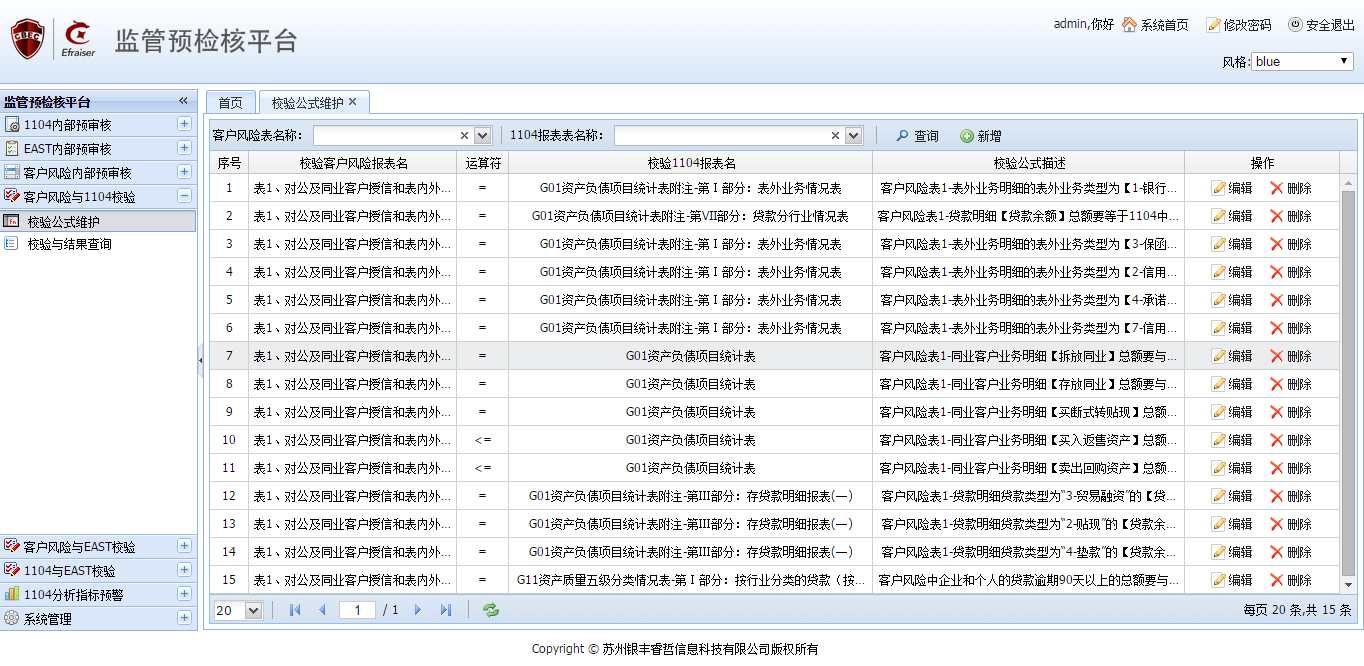 CBEC Efraiser 监管预检核平台
admin,你好 系统首页 修改密码 安全退出
风格: blue
监管预检核平台
1104内部预审核
EAST内部预审核
客户风险内部预审核
客户风险与1104校验
校验公式维护
校验与结果查询
客户风险与EAST校验
1104与EAST校验
1104分析指标预警
系统管理
首页 校验公式维护
客户风险表名称: 1104报表表名称: 查询 新增
序号 校验客户风险报表名 运算符 校验1104报表名 校验公式描述 操作
1 表1、对公及同业客户授信和表内外... = G01资产负债项目统计表附注-第Ⅰ部分：表外业务情况表 客户风险表1-表外业务明细的表外业务类型为【1-银行... 编辑 删除
2 表1、对公及同业客户授信和表内外... = G01资产负债项目统计表附注-第VII部分：贷款分行业情况表 客户风险表1-贷款明细【贷款余额】总额要等于1104中... 编辑 删除
3 表1、对公及同业客户授信和表内外... = G01资产负债项目统计表附注-第Ⅰ部分：表外业务情况表 客户风险表1-表外业务明细的表外业务类型为【3-保函... 编辑 删除
4 表1、对公及同业客户授信和表内外... = G01资产负债项目统计表附注-第Ⅰ部分：表外业务情况表 客户风险表1-表外业务明细的表外业务类型为【2-信用... 编辑 删除
5 表1、对公及同业客户授信和表内外... = G01资产负债项目统计表附注-第Ⅰ部分：表外业务情况表 客户风险表1-表外业务明细的表外业务类型为【4-承诺... 编辑 删除
6 表1、对公及同业客户授信和表内外... = G01资产负债项目统计表附注-第Ⅰ部分：表外业务情况表 客户风险表1-表外业务明细的表外业务类型为【7-信用... 编辑 删除
7 表1、对公及同业客户授信和表内外... = G01资产负债项目统计表 客户风险表1-同业客户业务明细【拆放同业】总额要与... 编辑 删除
8 表1、对公及同业客户授信和表内外... = G01资产负债项目统计表 客户风险表1-同业客户业务明细【存放同业】总额要与... 编辑 删除
9 表1、对公及同业客户授信和表内外... = G01资产负债项目统计表 客户风险表1-同业客户业务明细【买断式转贴现】总额... 编辑 删除
10 表1、对公及同业客户授信和表内外... <= G01资产负债项目统计表 客户风险表1-同业客户业务明细【买入返售资产】总额... 编辑 删除
11 表1、对公及同业客户授信和表内外... <= G01资产负债项目统计表 客户风险表1-同业客户业务明细【卖出回购资产】总额... 编辑 删除
12 表1、对公及同业客户授信和表内外... = G01资产负债项目统计表附注-第III部分：存贷款明细报表(一) 客户风险表1-贷款明细贷款类型为"3-贸易融资"的【贷... 编辑 删除
13 表1、对公及同业客户授信和表内外... = G01资产负债项目统计表附注-第III部分：存贷款明细报表(一) 客户风险表1-贷款明细贷款类型为"2-贴现"的【贷款余... 编辑 删除
14 表1、对公及同业客户授信和表内外... = G01资产负债项目统计表附注-第III部分：存贷款明细报表(一) 客户风险表1-贷款明细贷款类型为"4-垫款"的【贷款余... 编辑 删除
15 表1、对公及同业客户授信和表内外... = G11资产质量五级分类情况表-第Ⅰ部分：按行业分类的贷款（按... 客户风险中企业和个人的贷款逾期90天以上的总额要与... 编辑 删除
20 1 / 1 每页 20 条,共 15 条
Copyright © 苏州银丰睿哲信息科技有限公司版权所有